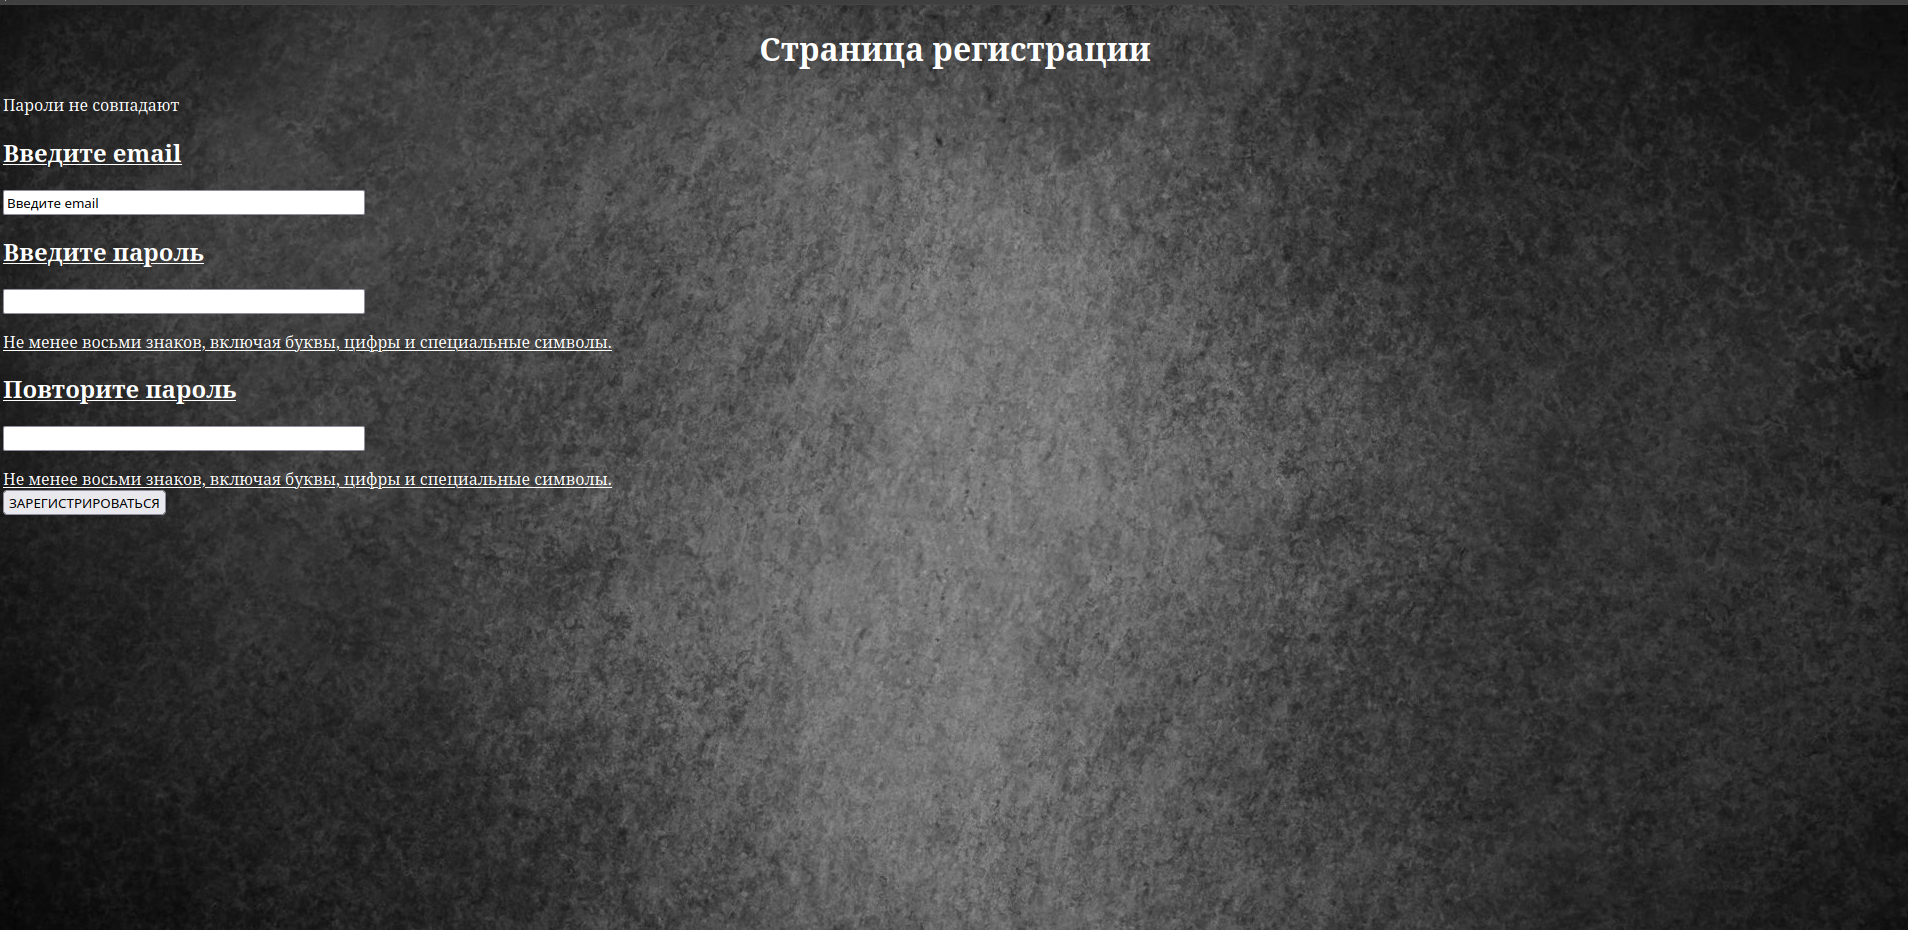 Страница регистрации
Пароли не совпадают
Введите email
Введите email
Введите пароль
Не менее восьми знаков, включая буквы, цифры и специальные символы.
Повторите пароль
Не менее восьми знаков, включая буквы, цифры и специальные символы.
ЗАРЕГИСТРИРОВАТЬСЯ